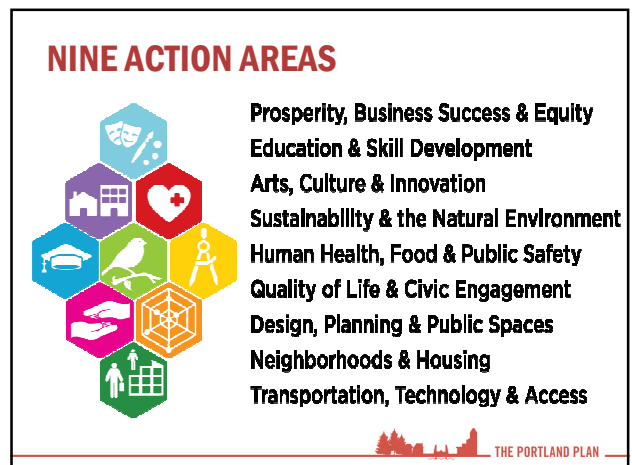 NINE ACTION AREAS
Prosperity, Business Success & Equity
Education & Skill Development
Arts, Culture & Innovation
Sustainability & the Natural Environment
Human Health, Food & Public Safety
Quality of Life & Civic Engagement
Design, Planning & Public Spaces
Neighborhoods & Housing
Transportation, Technology & Access
THE PORTLAND PLAN